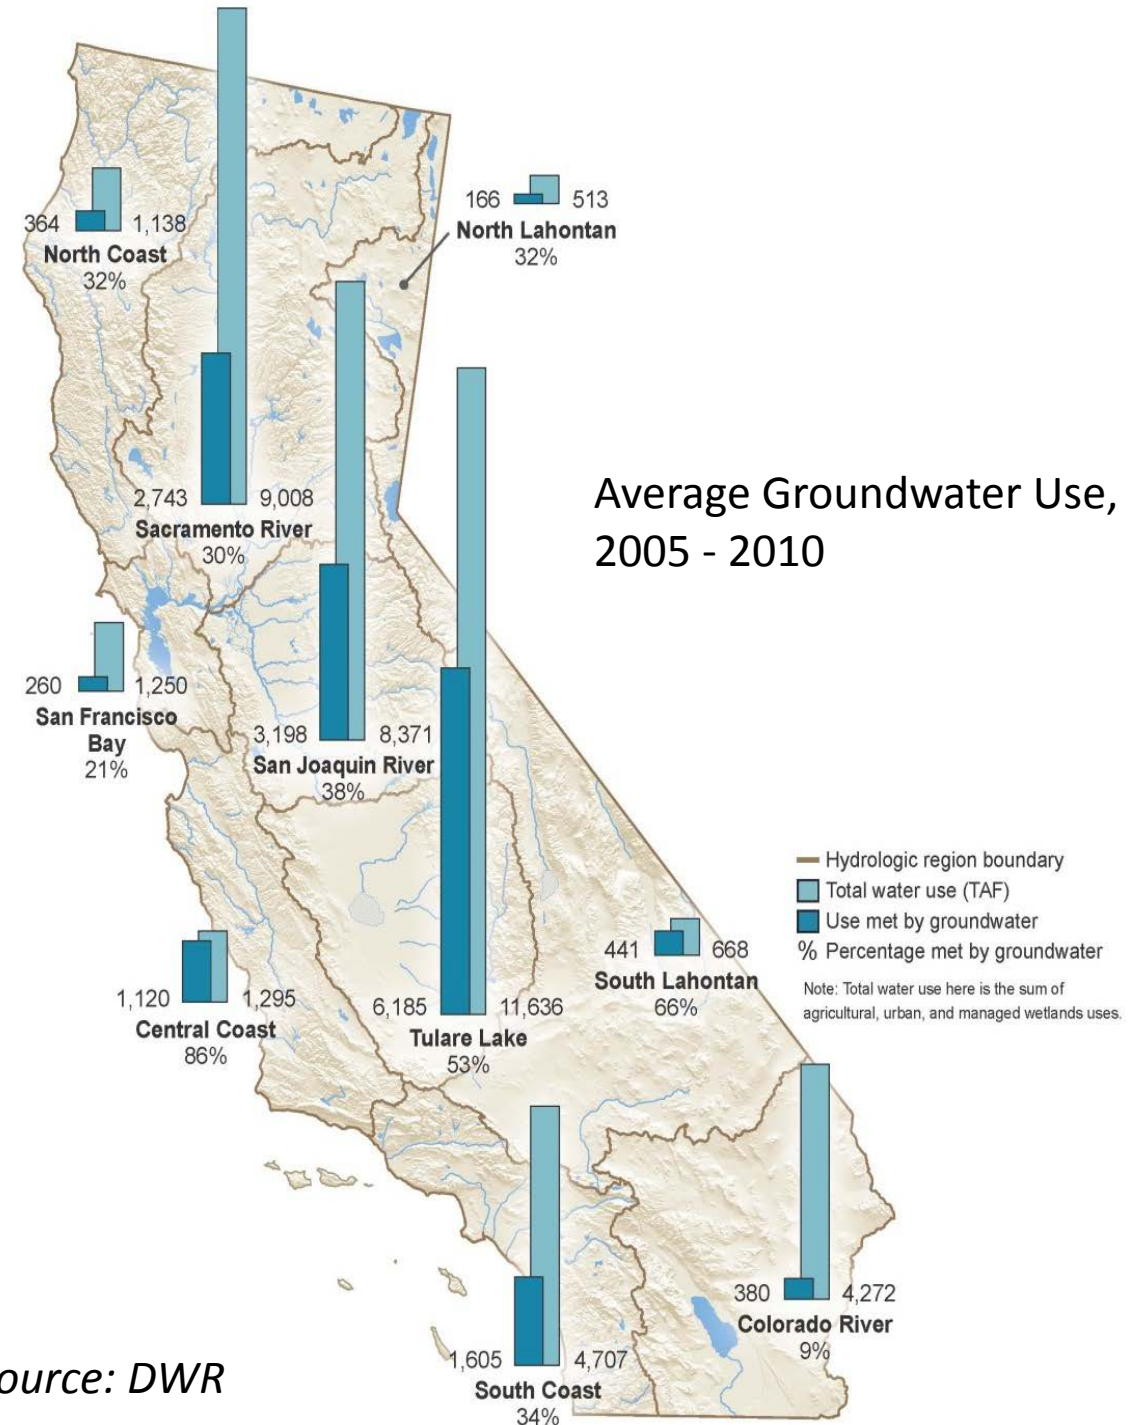 364 1,138
North Coast
32%
166 513
North Lahontan
32%
2,743 9,008
Sacramento River
30%
Average Groundwater Use,
2005 - 2010
260 1,250
San Francisco
Bay
21%
3,198 8,371
San Joaquin River
38%
Hydrologic region boundary
Total water use (TAF)
Use met by groundwater
% Percentage met by groundwater
Note: Total water use here is the sum of
agricultural, urban, and managed wetlands uses.
441 668
South Lahontan
66%
1,120 1,295
Central Coast
86%
6,185 11,636
Tulare Lake
53%
380 4,272
Colorado River
9%
1,605 4,707
South Coast
34%
ource: DWR